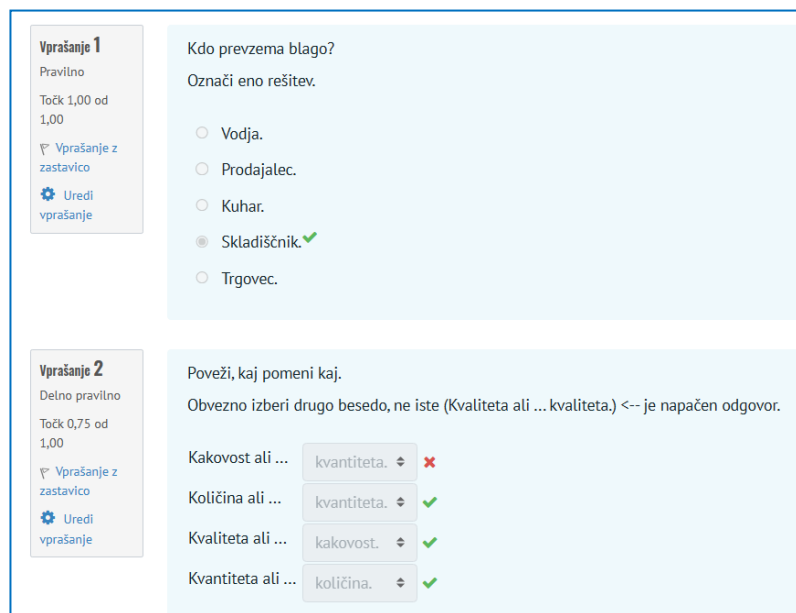 Vprašanje 1
Pravilno
Točk 1,00 od
1,00
Vprašanje z
zastavico
Uredi
vprašanje
Kdo prevzema blago?
Označi eno rešitev.
Vodja.
Prodajalec.
Kuhar.
Skladiščnik.
Trgovec.
Vprašanje 2
Delno pravilno
Točk 0,75 od
1,00
Vprašanje z
zastavico
Uredi
vprašanje
Poveži, kaj pomeni kaj.
Obvezno izberi drugo besedo, ne iste (Kvaliteta ali ... kvaliteta.) <-- je napačen odgovor.
Kakovost ali ... kvantiteta.
Količina ali ... kvantiteta.
Kvaliteta ali ... kakovost.
Kvantiteta ali ... količina.